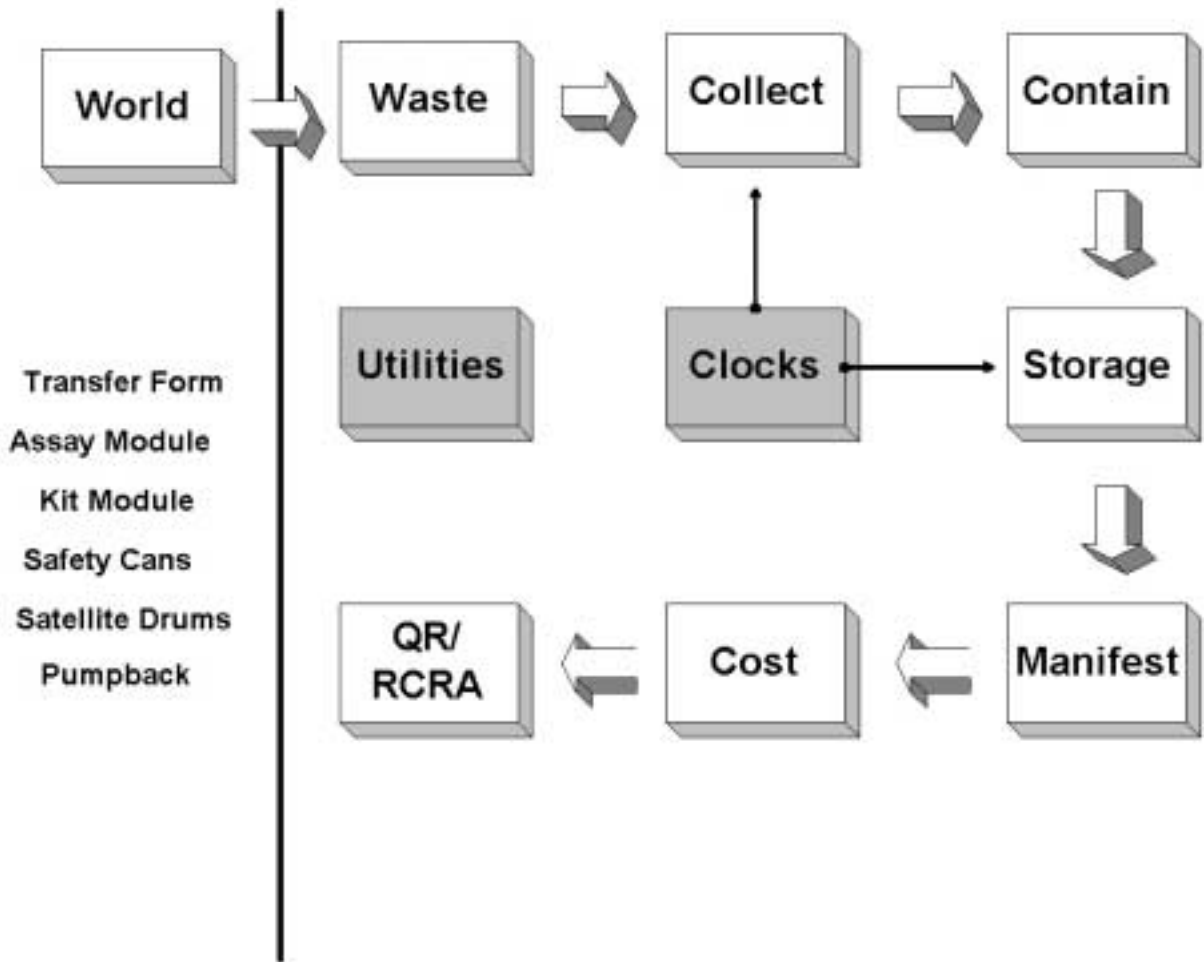 World
Waste
Collect
Contain
Utilities
Clocks
Storage
Transfer Form
Assay Module
Kit Module
Safety Cans
Satellite Drums
Pumpback
QR/
RCRA
Cost
Manifest